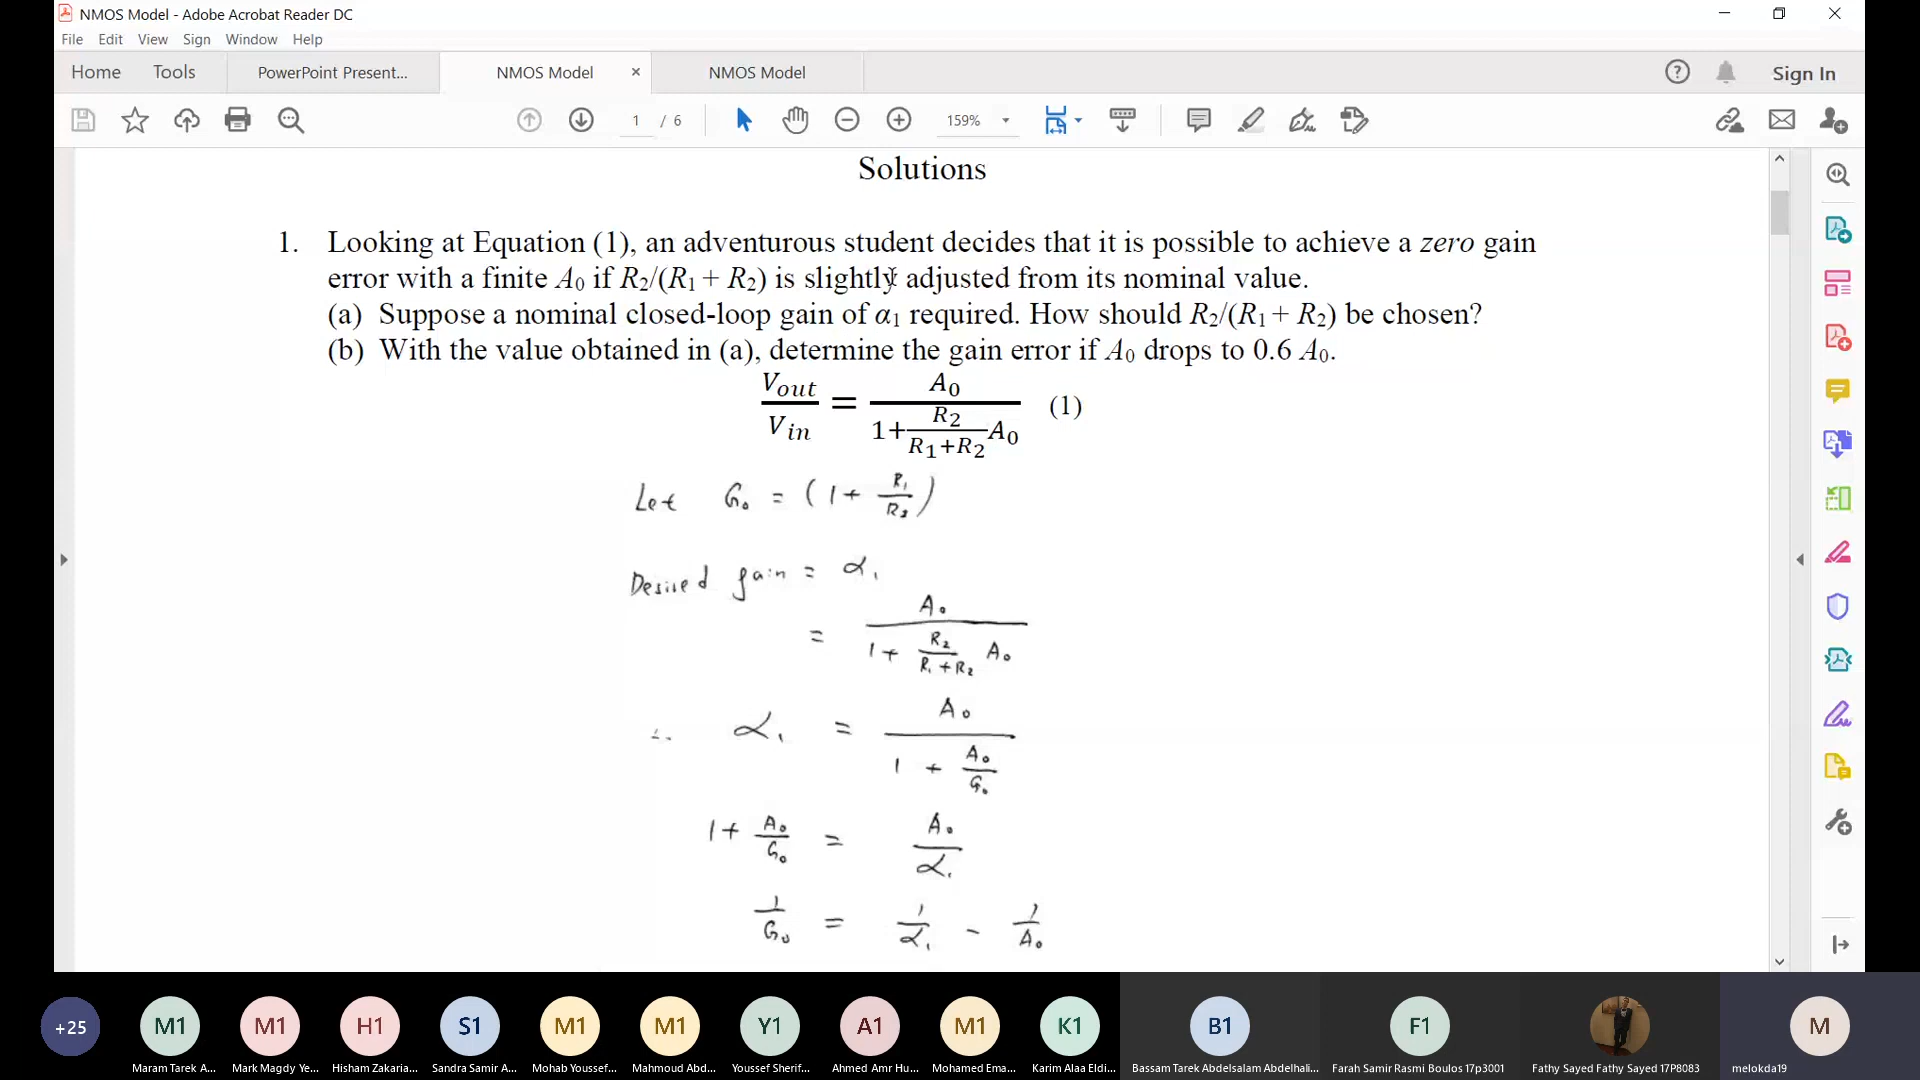 NMOS Model - Adobe Acrobat Reader DC
File Edit View Sign Window Help
Home Tools PowerPoint Present... NMOS Model × NMOS Model Sign In
1 / 6 159%
Solutions
1. Looking at Equation (1), an adventurous student decides that it is possible to achieve a zero gain
error with a finite A₀ if R₂/(R₁ + R₂) is slightly adjusted from its nominal value.
(a) Suppose a nominal closed-loop gain of α₁ required. How should R₂/(R₁ + R₂) be chosen?
(b) With the value obtained in (a), determine the gain error if A₀ drops to 0.6 A₀.
Vout/Vin = A₀/(1+R₂/(R₁+R₂)A₀) (1)
Let G₀ = (1 + R₁/R₂)
Desired gain = α₁
= A₀/(1 + R₂/(R₁+R₂) A₀)
∴ α₁ = A₀/(1 + A₀/G₀)
1 + A₀/G₀ = A₀/α₁
1/G₀ = 1/α₁ - 1/A₀
+25 M1 M1 H1 S1 M1 M1 Y1 A1 M1 K1 B1 F1 M
Maram Tarek A... Mark Magdy Ye... Hisham Zakaria... Sandra Samir A... Mohab Youssef... Mahmoud Abd... Youssef Sherif... Ahmed Amr Hu... Mohamed Ema... Karim Alaa Eldi... Bassam Tarek Abdelsalam Abdelhali... Farah Samir Rasmi Boulos 17p3001 Fathy Sayed Fathy Sayed 17P8083 melokda19